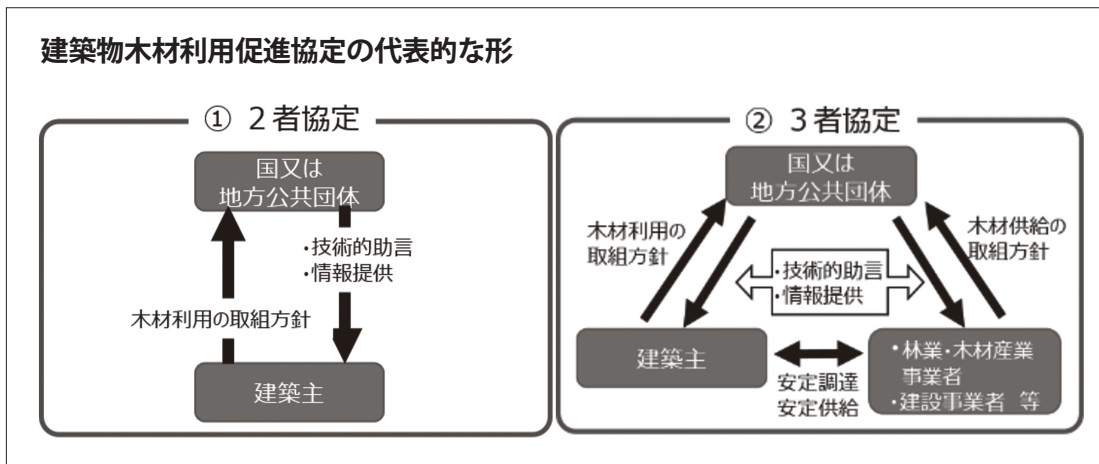 建築物木材利用促進協定の代表的な形
① 2者協定
国又は
地方公共団体
・技術的助言
・情報提供
木材利用の取組方針
建築主
② 3者協定
国又は
地方公共団体
木材利用の
取組方針
木材供給の
取組方針
・技術的助言
・情報提供
建築主
安定調達
安定供給
・林業・木材産業
事業者
・建設事業者 等